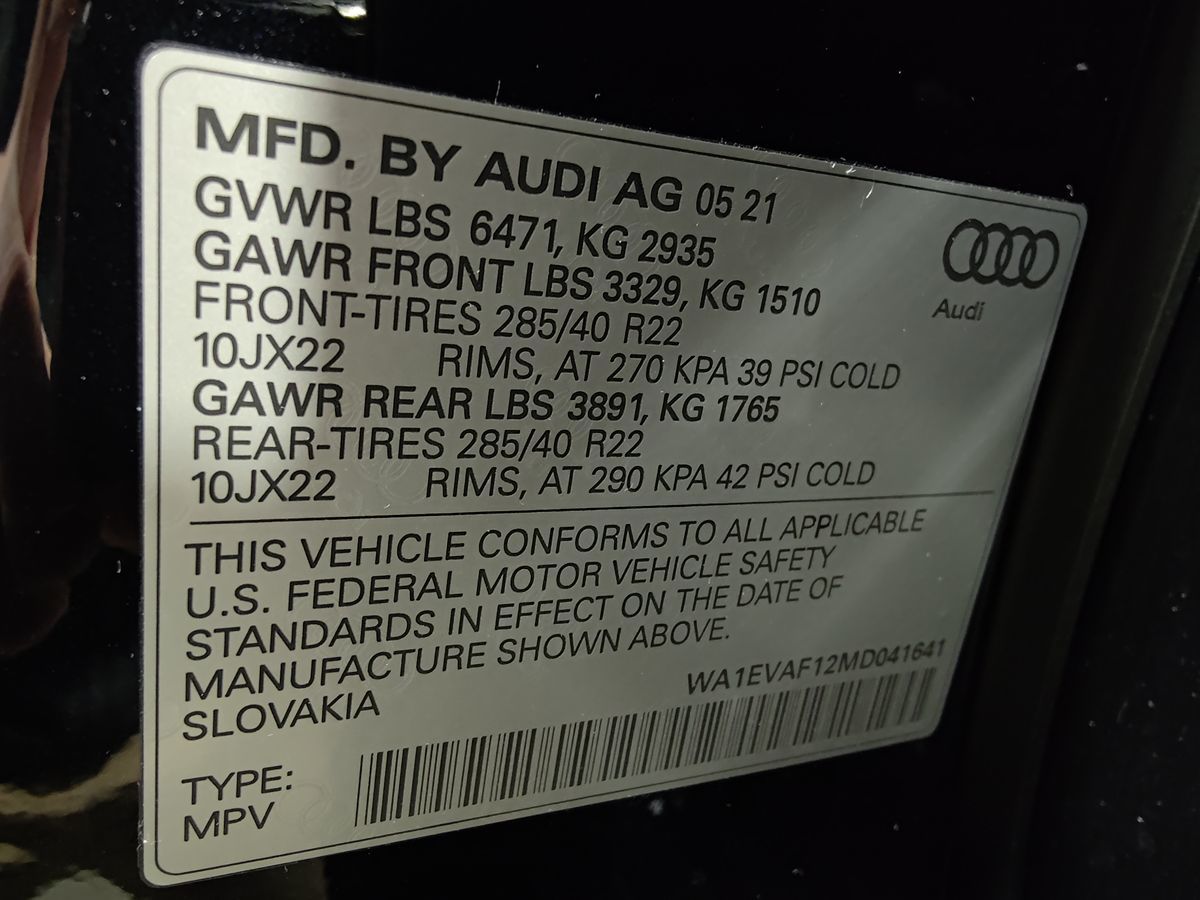 MFD. BY AUDI AG 05 21
GVWR LBS 6471, KG 2935
GAWR FRONT LBS 3329, KG 1510
FRONT-TIRES 285/40 R22
10JX22 RIMS, AT 270 KPA 39 PSI COLD
GAWR REAR LBS 3891, KG 1765
REAR-TIRES 285/40 R22
10JX22 RIMS, AT 290 KPA 42 PSI COLD
Audi
THIS VEHICLE CONFORMS TO ALL APPLICABLE
U.S. FEDERAL MOTOR VEHICLE SAFETY
STANDARDS IN EFFECT ON THE DATE OF
MANUFACTURE SHOWN ABOVE.
SLOVAKIA
WA1EVAF12MD041641
TYPE:
MPV